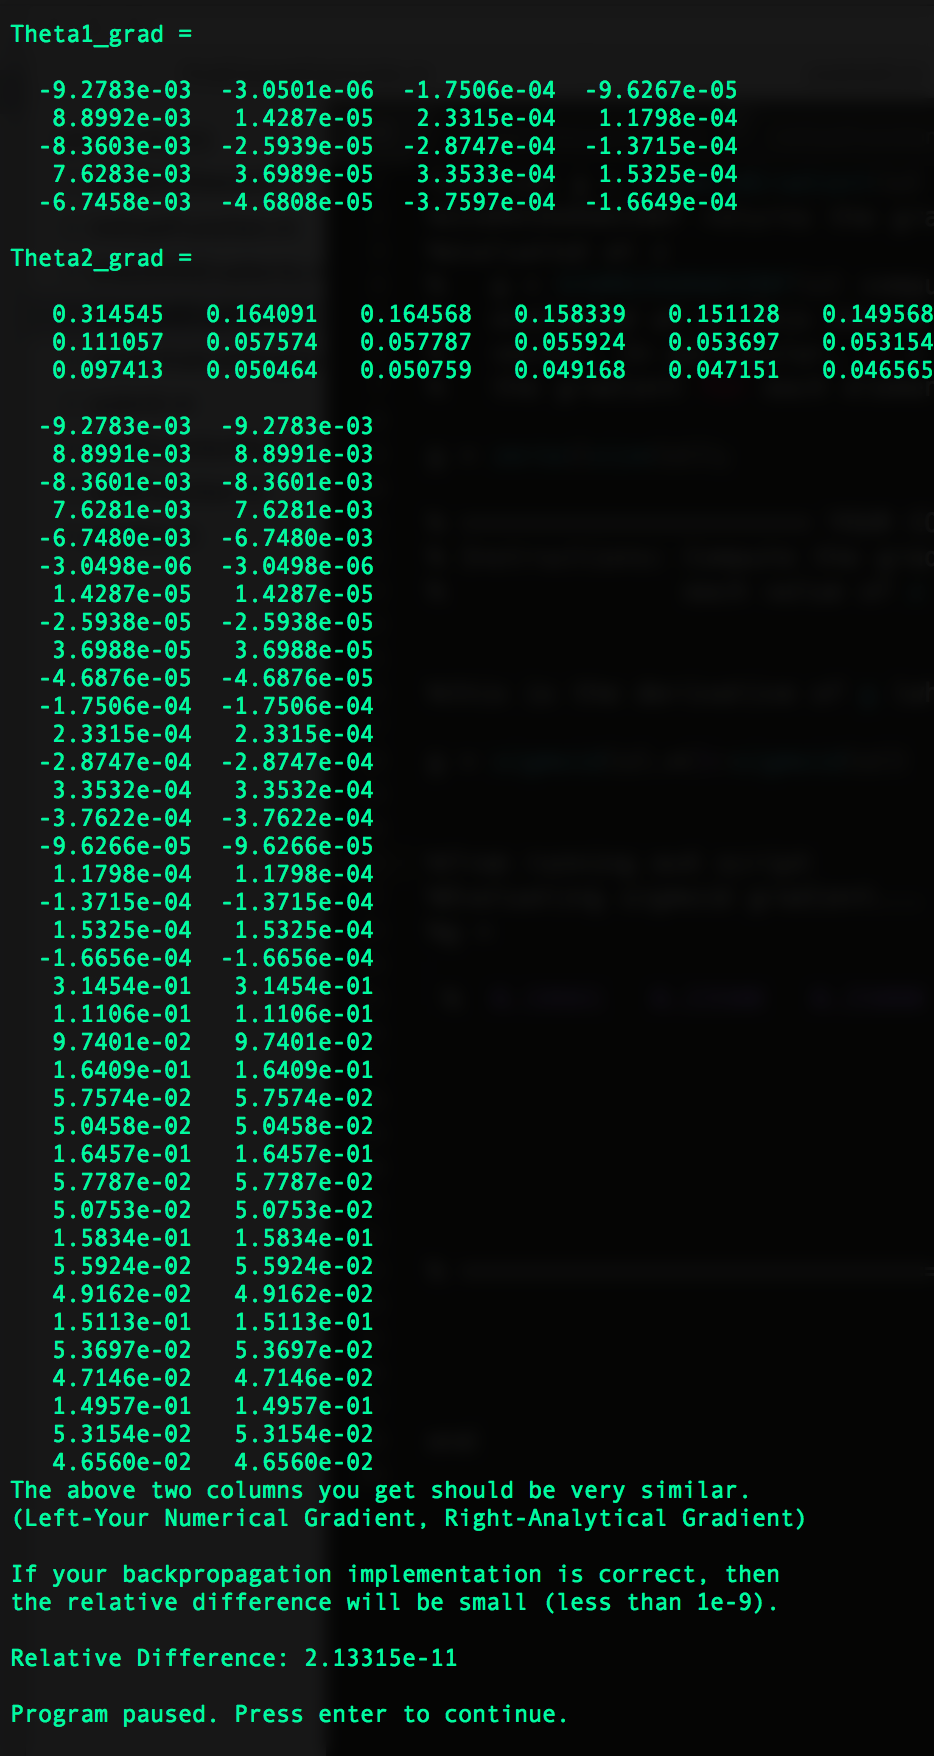 Theta1_grad =
-9.2783e-03 -3.0501e-06 -1.7506e-04 -9.6267e-05
8.8992e-03 1.4287e-05 2.3315e-04 1.1798e-04
-8.3603e-03 -2.5939e-05 -2.8747e-04 -1.3715e-04
7.6283e-03 3.6989e-05 3.3533e-04 1.5325e-04
-6.7458e-03 -4.6808e-05 -3.7597e-04 -1.6649e-04
Theta2_grad =
0.314545 0.164091 0.164568 0.158339 0.151128 0.149568
0.111057 0.057574 0.057787 0.055924 0.053697 0.053154
0.097413 0.050464 0.050759 0.049168 0.047151 0.046565
-9.2783e-03 -9.2783e-03
8.8991e-03 8.8991e-03
-8.3601e-03 -8.3601e-03
7.6281e-03 7.6281e-03
-6.7480e-03 -6.7480e-03
-3.0498e-06 -3.0498e-06
1.4287e-05 1.4287e-05
-2.5938e-05 -2.5938e-05
3.6988e-05 3.6988e-05
-4.6876e-05 -4.6876e-05
-1.7506e-04 -1.7506e-04
2.3315e-04 2.3315e-04
-2.8747e-04 -2.8747e-04
3.3532e-04 3.3532e-04
-3.7622e-04 -3.7622e-04
-9.6266e-05 -9.6266e-05
1.1798e-04 1.1798e-04
-1.3715e-04 -1.3715e-04
1.5325e-04 1.5325e-04
-1.6656e-04 -1.6656e-04
3.1454e-01 3.1454e-01
1.1106e-01 1.1106e-01
9.7401e-02 9.7401e-02
1.6409e-01 1.6409e-01
5.7574e-02 5.7574e-02
5.0458e-02 5.0458e-02
1.6457e-01 1.6457e-01
5.7787e-02 5.7787e-02
5.0753e-02 5.0753e-02
1.5834e-01 1.5834e-01
5.5924e-02 5.5924e-02
4.9162e-02 4.9162e-02
1.5113e-01 1.5113e-01
5.3697e-02 5.3697e-02
4.7146e-02 4.7146e-02
1.4957e-01 1.4957e-01
5.3154e-02 5.3154e-02
4.6560e-02 4.6560e-02
The above two columns you get should be very similar.
(Left-Your Numerical Gradient, Right-Analytical Gradient)
If your backpropagation implementation is correct, then
the relative difference will be small (less than 1e-9).
Relative Difference: 2.13315e-11
Program paused. Press enter to continue.